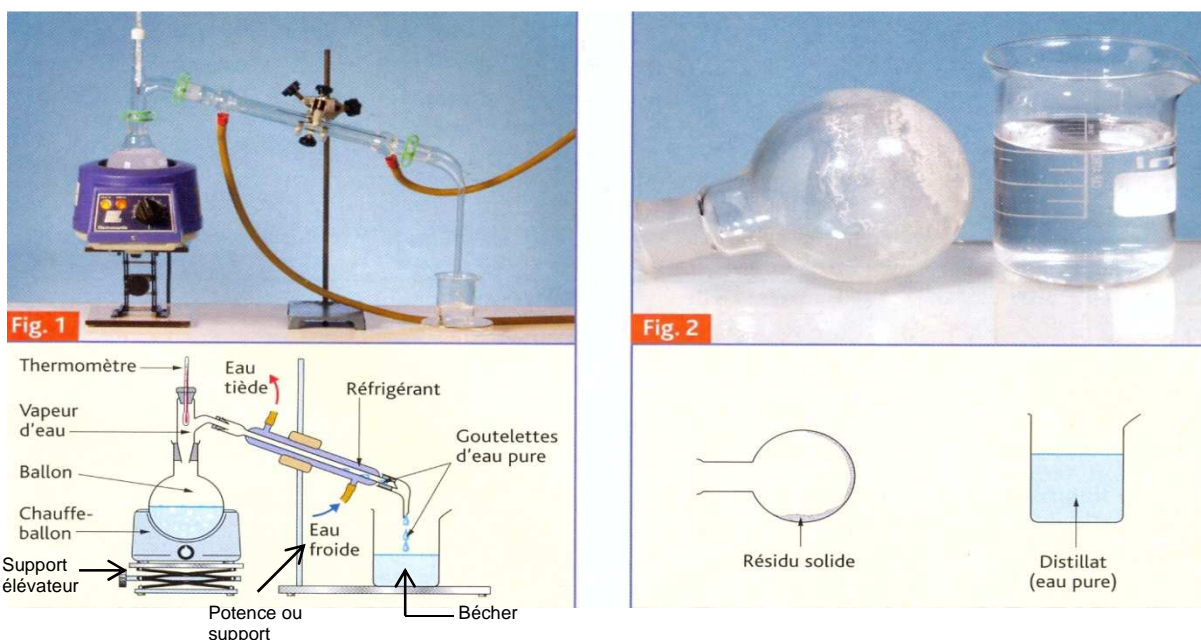 Fig. 1
Fig. 2
Thermomètre
Vapeur
d'eau
Ballon
Chauffe-
ballon
Support
élévateur
Eau
tiède
Réfrigérant
Goutelettes
d'eau pure
Eau
froide
Potence ou
support
Bécher
Résidu solide
Distillat
(eau pure)